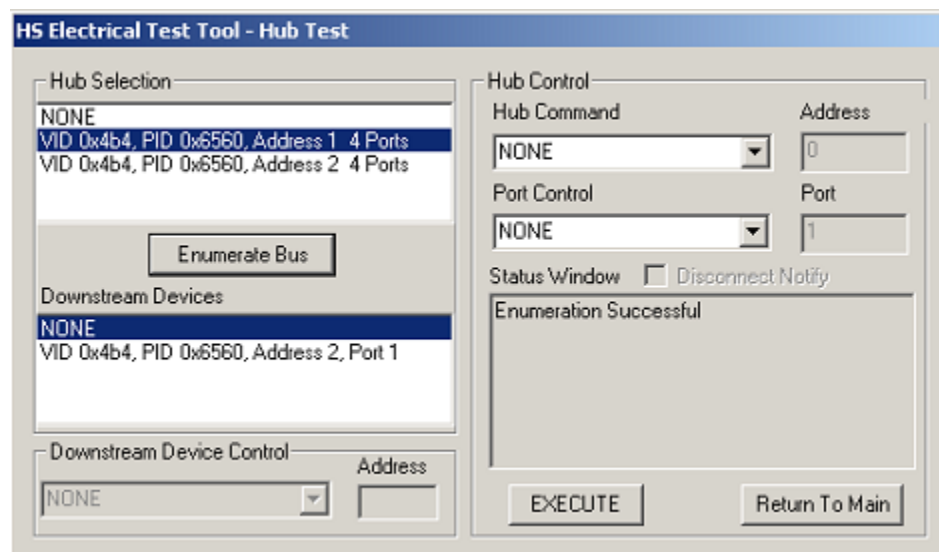 HS Electrical Test Tool - Hub Test
Hub Selection
NONE
VID 0x4b4, PID 0x6560, Address 1 4 Ports
VID 0x4b4, PID 0x6560, Address 2 4 Ports
Enumerate Bus
Downstream Devices
NONE
VID 0x4b4, PID 0x6560, Address 2, Port 1
Downstream Device Control
Address
NONE
Hub Control
Hub Command Address
NONE 0
Port Control Port
NONE 1
Status Window Disconnect Notify
Enumeration Successful
EXECUTE Return To Main